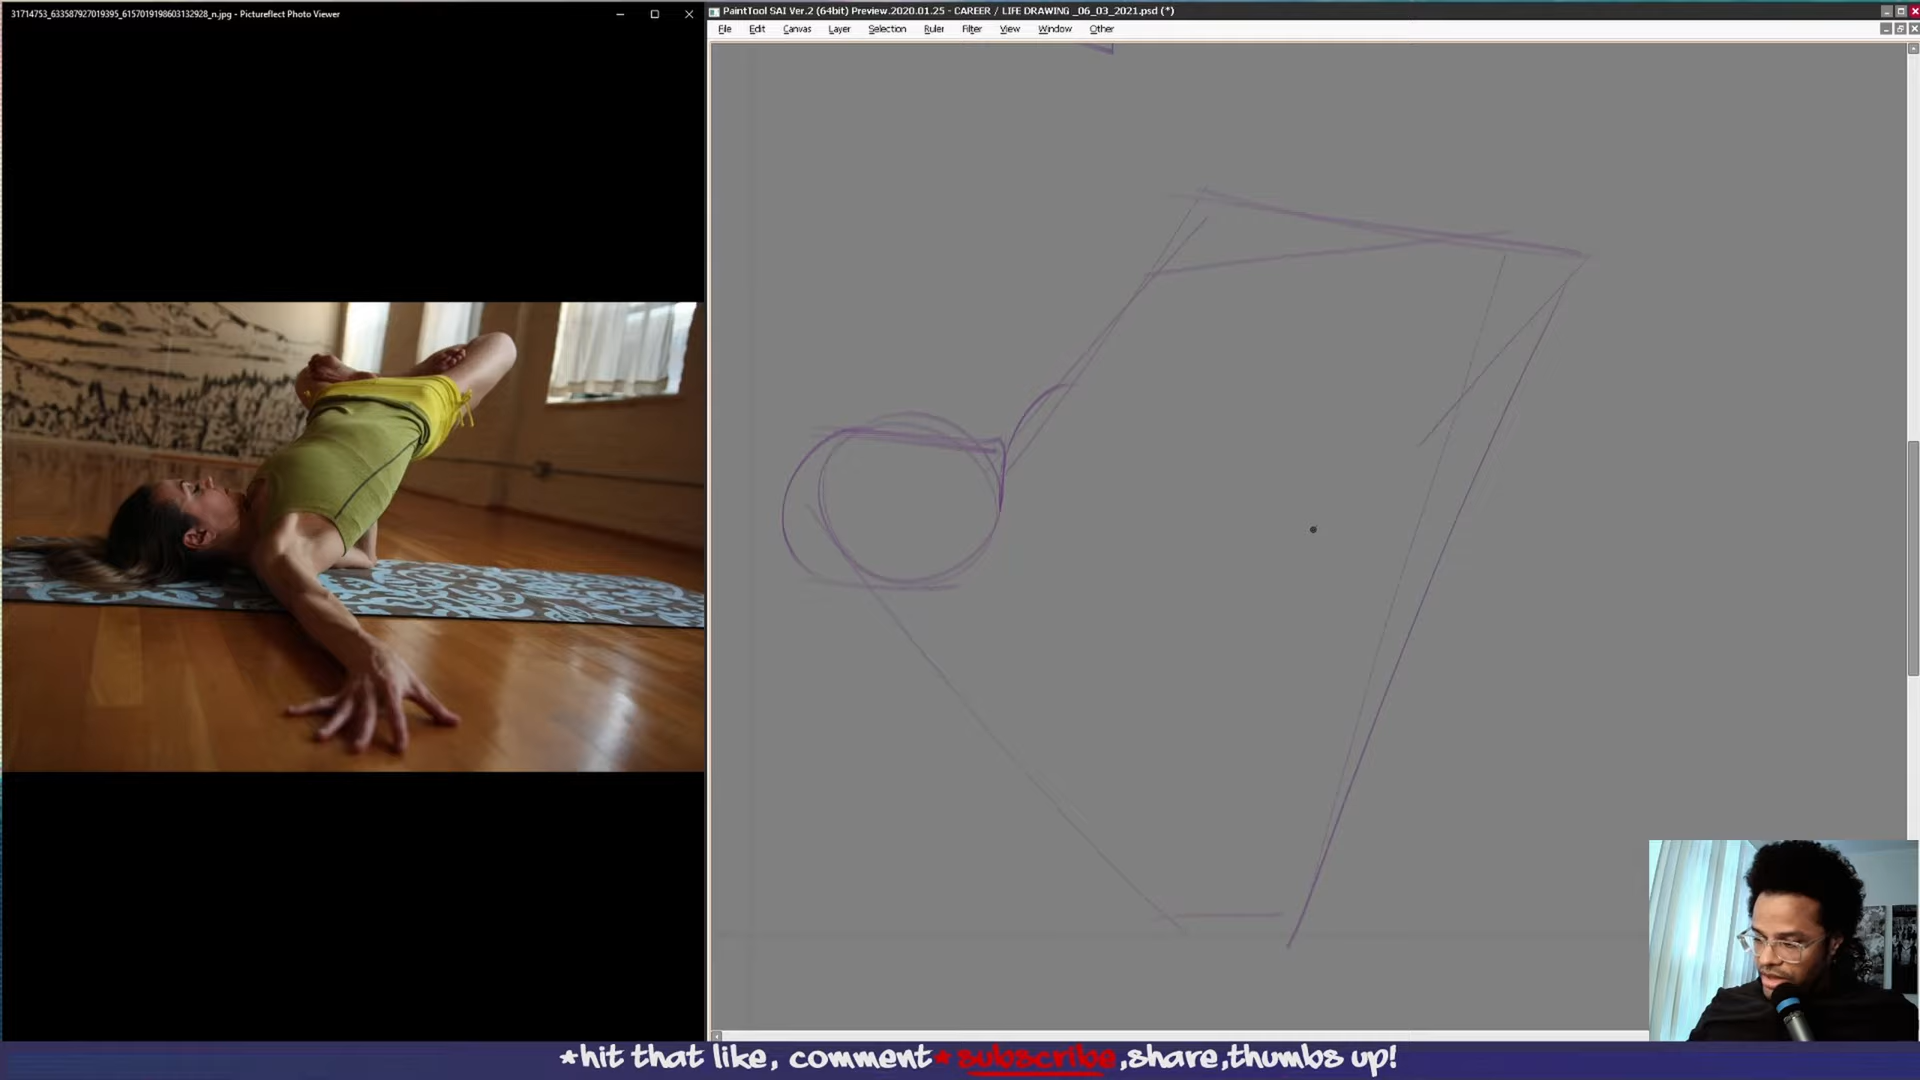 31714753_633587927019395_6157019198603132928_n.jpg - Pictureflect Photo Viewer
PaintTool SAI Ver.2 (64bit) Preview.2020.01.25 - CAREER / LIFE DRAWING _06_03_2021.psd (*)
File Edit Canvas Layer Selection Ruler Filter View Window Other
*hit that like, comment* subscribe,share,thumbs up!